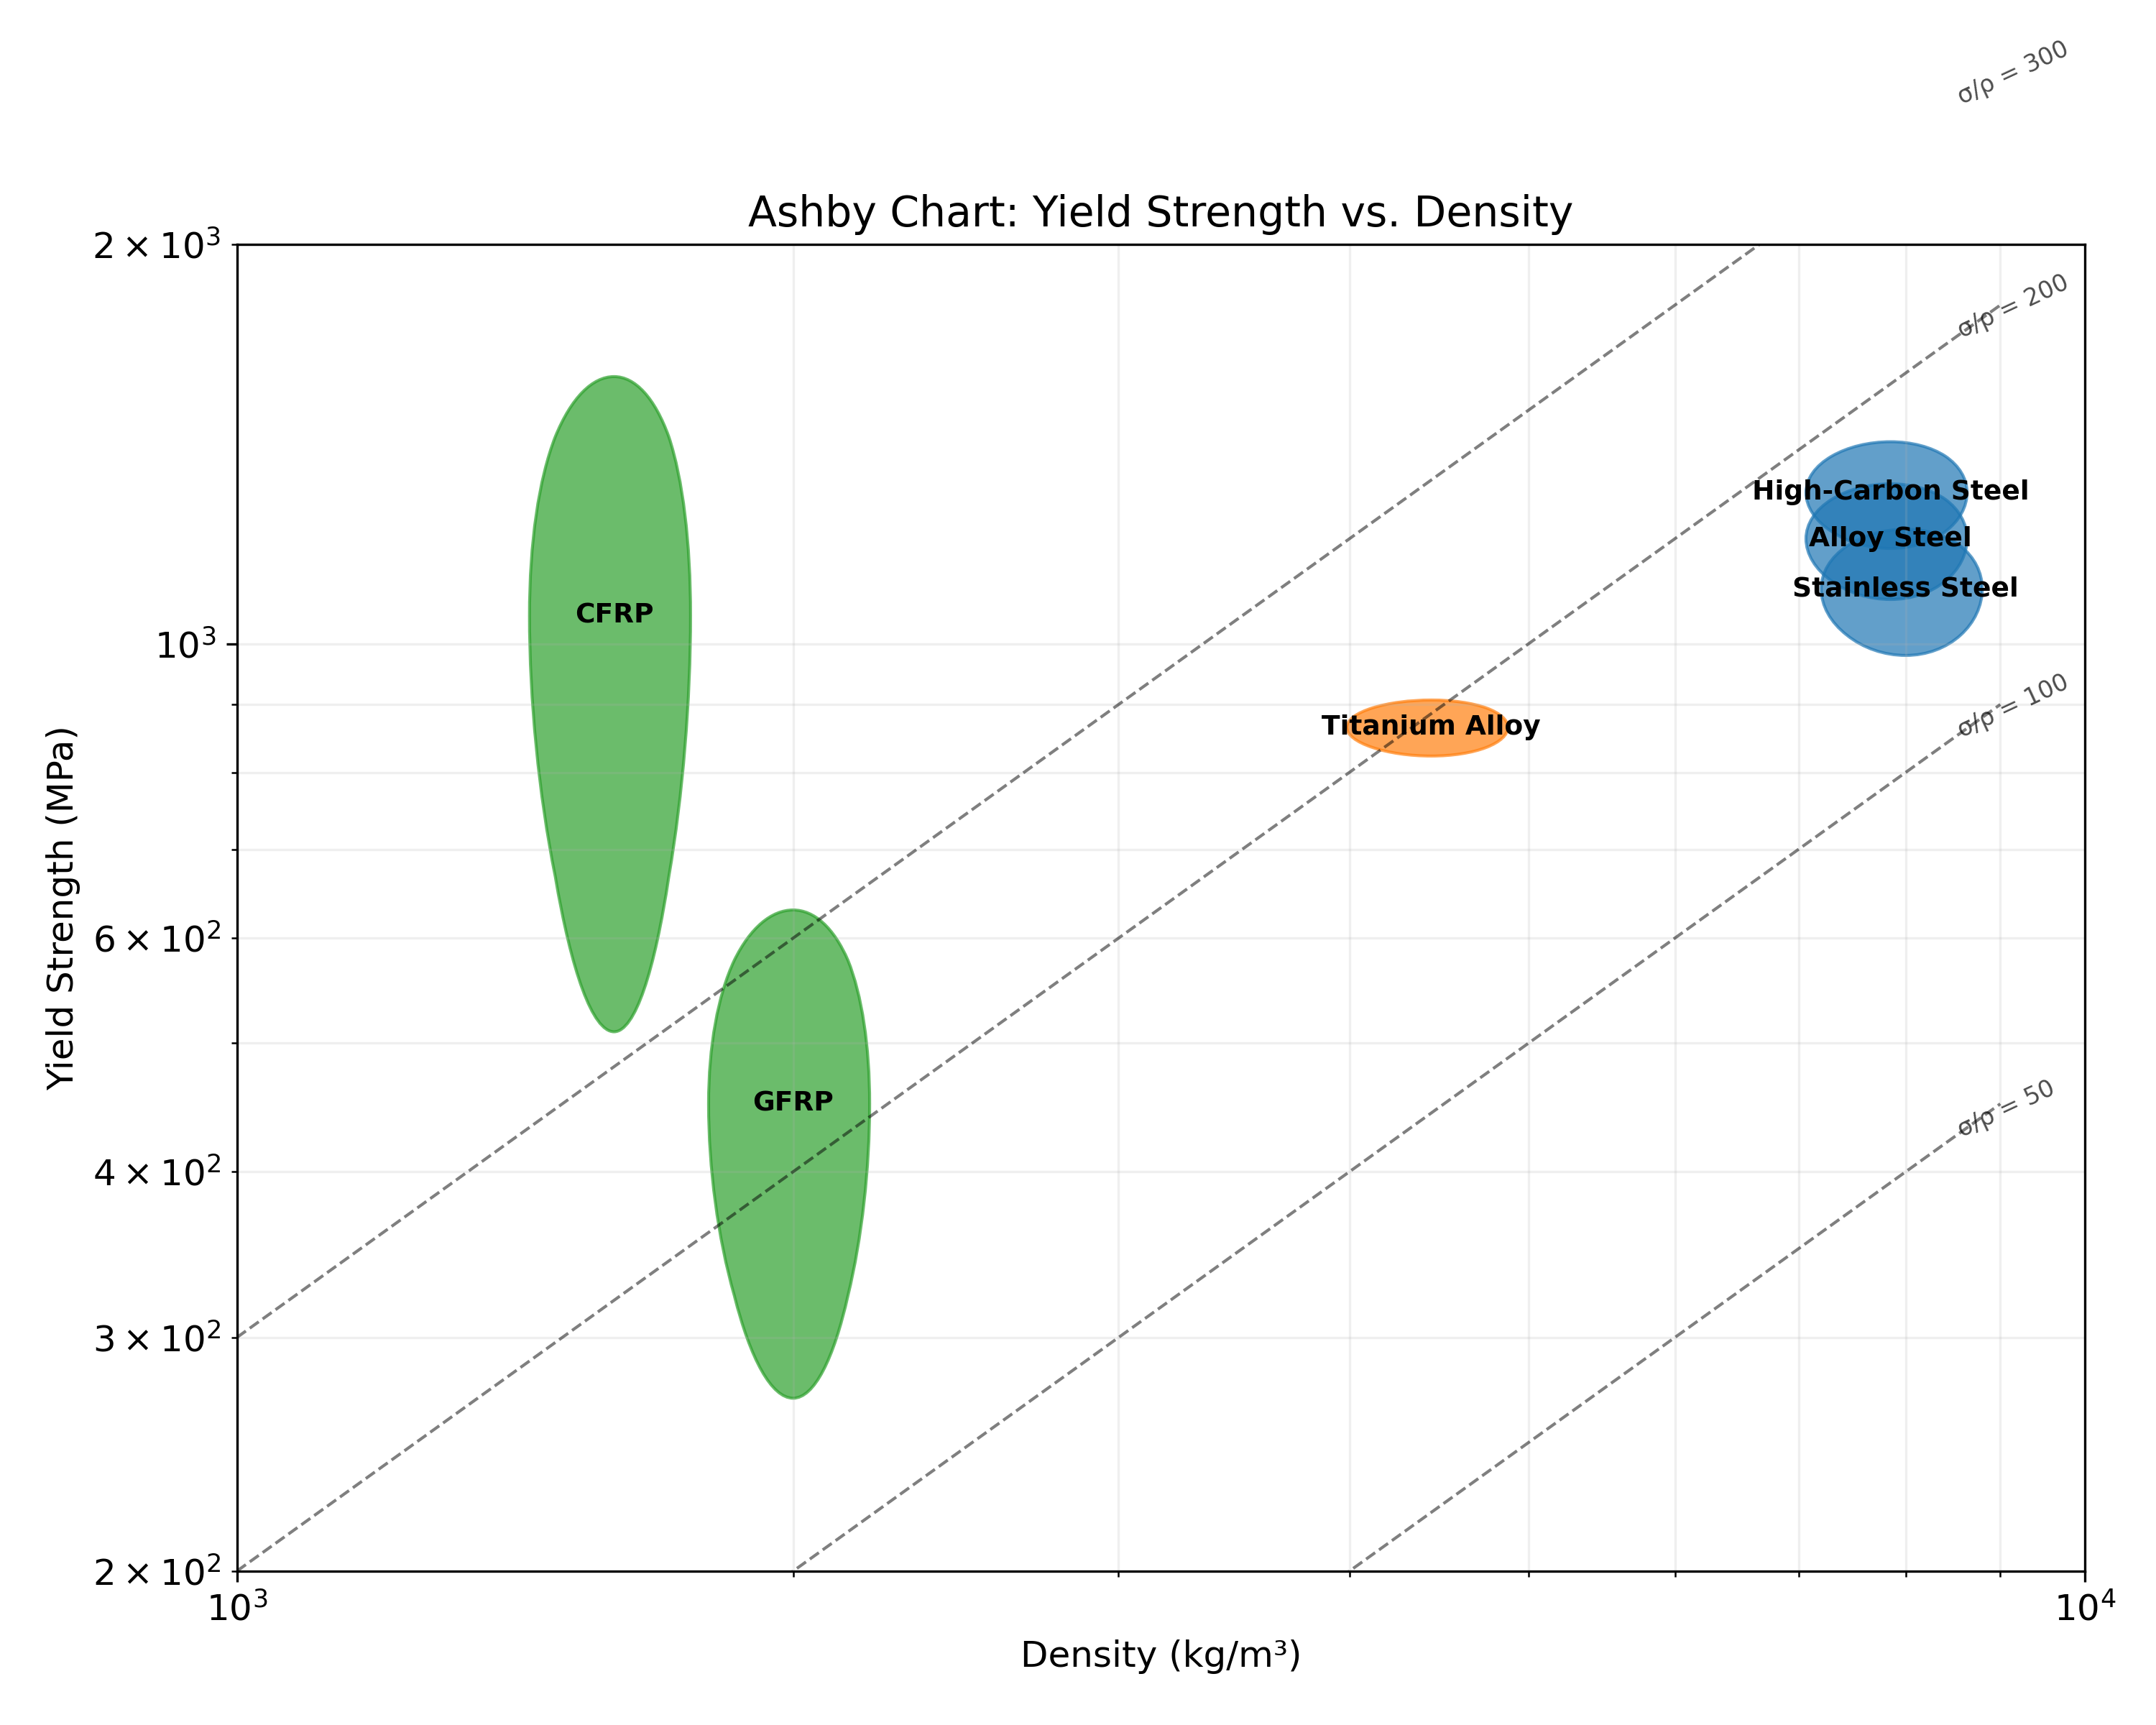 σ/ρ = 300
Ashby Chart: Yield Strength vs. Density
2 × 10³
σ/ρ = 200
High-Carbon Steel
Alloy Steel
Stainless Steel
CFRP
10³
σ/ρ = 100
Titanium Alloy
Yield Strength (MPa)
6 × 10²
GFRP
σ/ρ = 50
4 × 10²
3 × 10²
2 × 10²
10³
10⁴
Density (kg/m³)